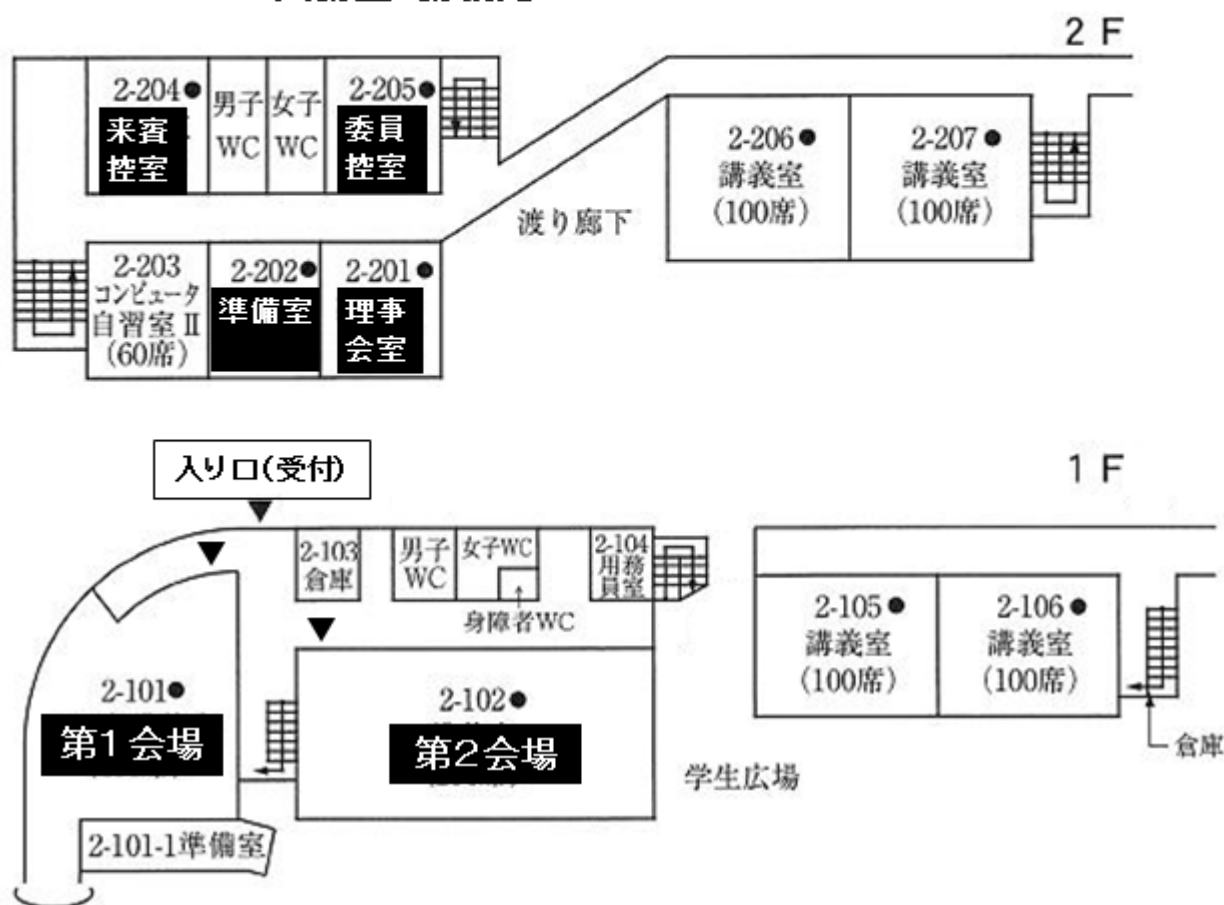 2 F
2-204●
来賓
控室
男子
WC
女子
WC
2-205●
委員
控室
2-206●
講義室
(100席)
2-207●
講義室
(100席)
渡り廊下
2-203
コンピュータ
自習室Ⅱ
(60席)
2-202●
準備室
2-201●
理事
会室
入り口(受付)
1 F
2-103
倉庫
男子
WC
女子WC
身障者WC
2-104
用務
員室
2-105●
講義室
(100席)
2-106●
講義室
(100席)
倉庫
2-101●
第1会場
2-102●
第2会場
学生広場
2-101-1準備室